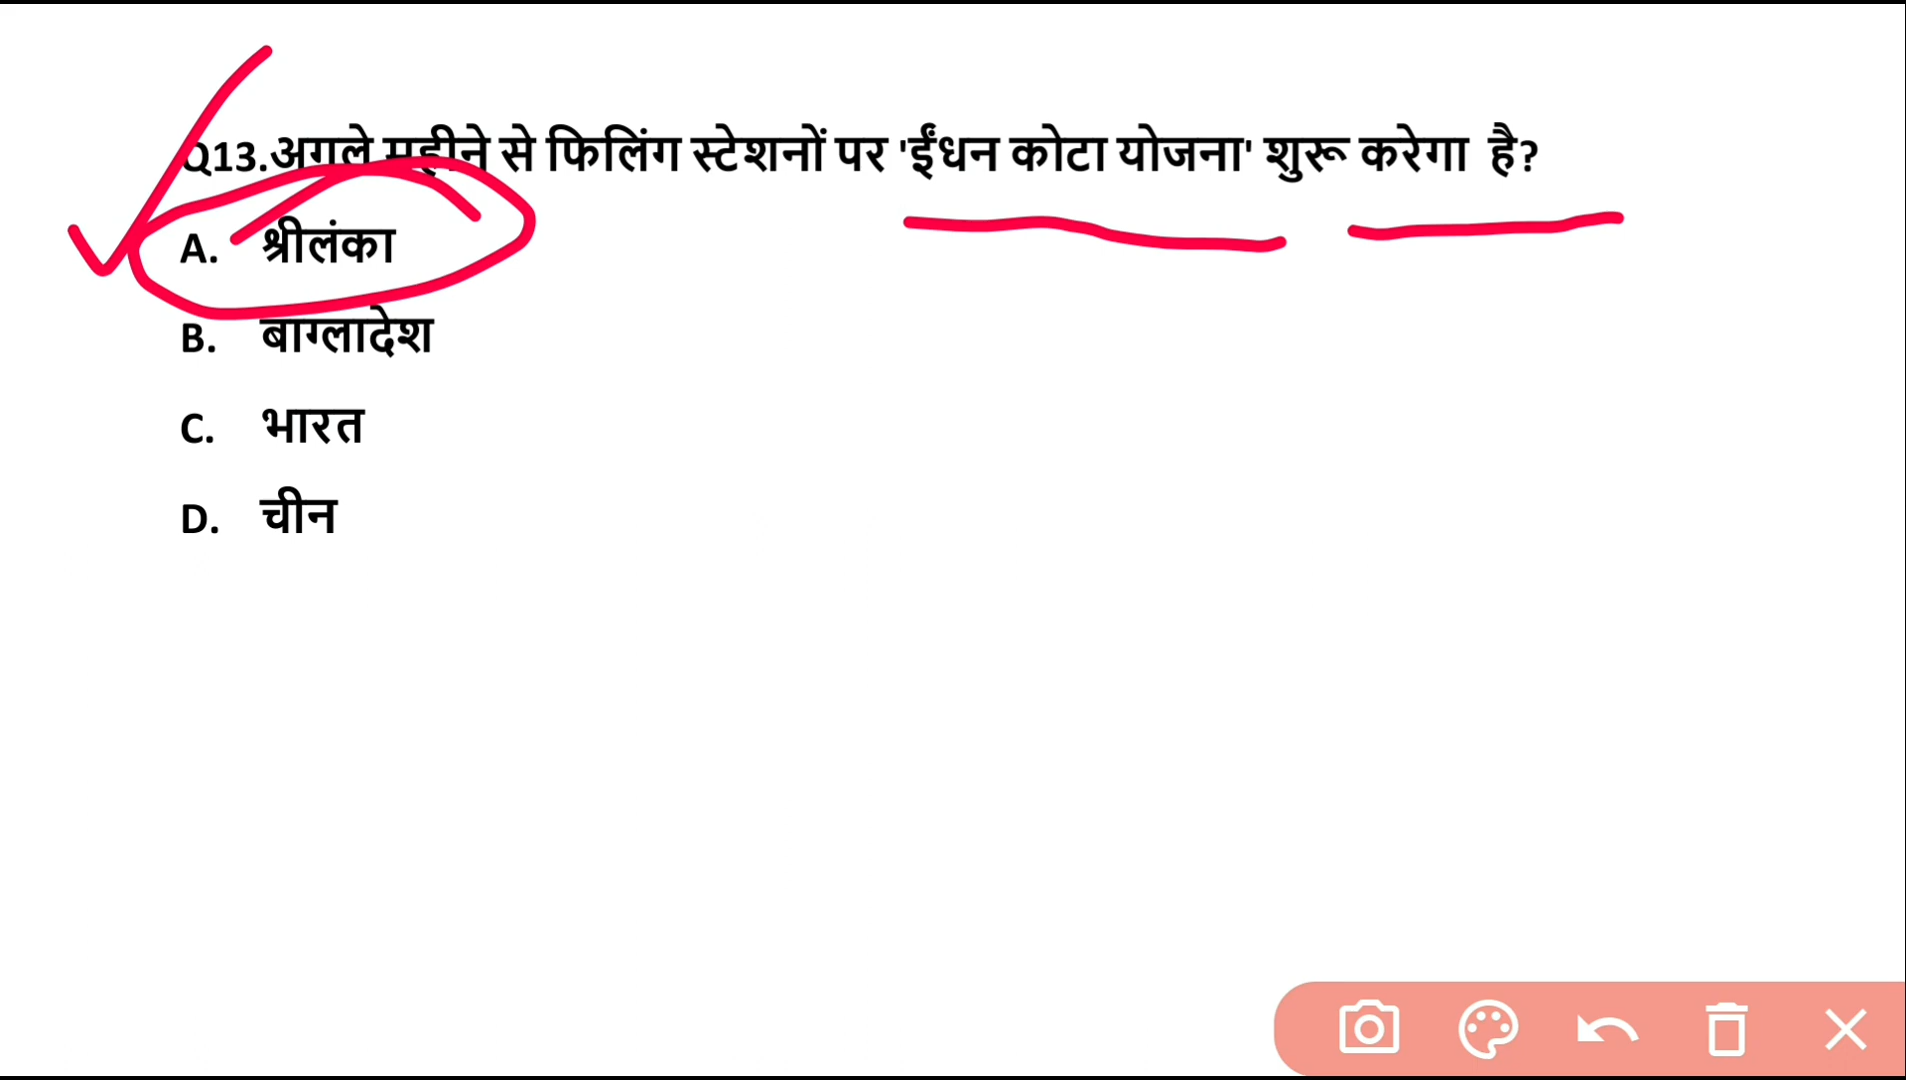 Q13.अगले महीने से फिलिंग स्टेशनों पर 'ईंधन कोटा योजना' शुरू करेगा है?
A. श्रीलंका
B. बाग्लादेश
C. भारत
D. चीन